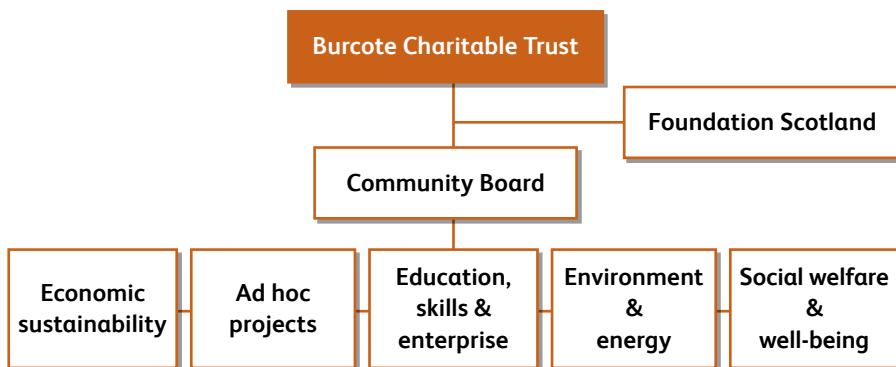 Burcote Charitable Trust
Foundation Scotland
Community Board
Economic
sustainability
Ad hoc
projects
Education,
skills &
enterprise
Environment
&
energy
Social welfare
&
well-being